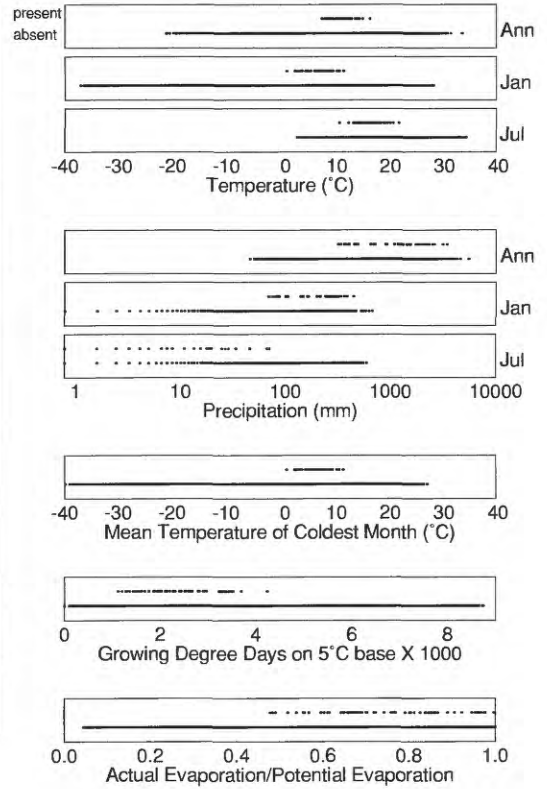 present
absent
Ann
Jan
Jul
-40 -30 -20 -10 0 10 20 30 40
Temperature (˚C)
Ann
Jan
Jul
1 10 100 1000 10000
Precipitation (mm)
-40 -30 -20 -10 0 10 20 30 40
Mean Temperature of Coldest Month (˚C)
0 2 4 6 8
Growing Degree Days on 5˚C base X 1000
0.0 0.2 0.4 0.6 0.8 1.0
Actual Evaporation/Potential Evaporation